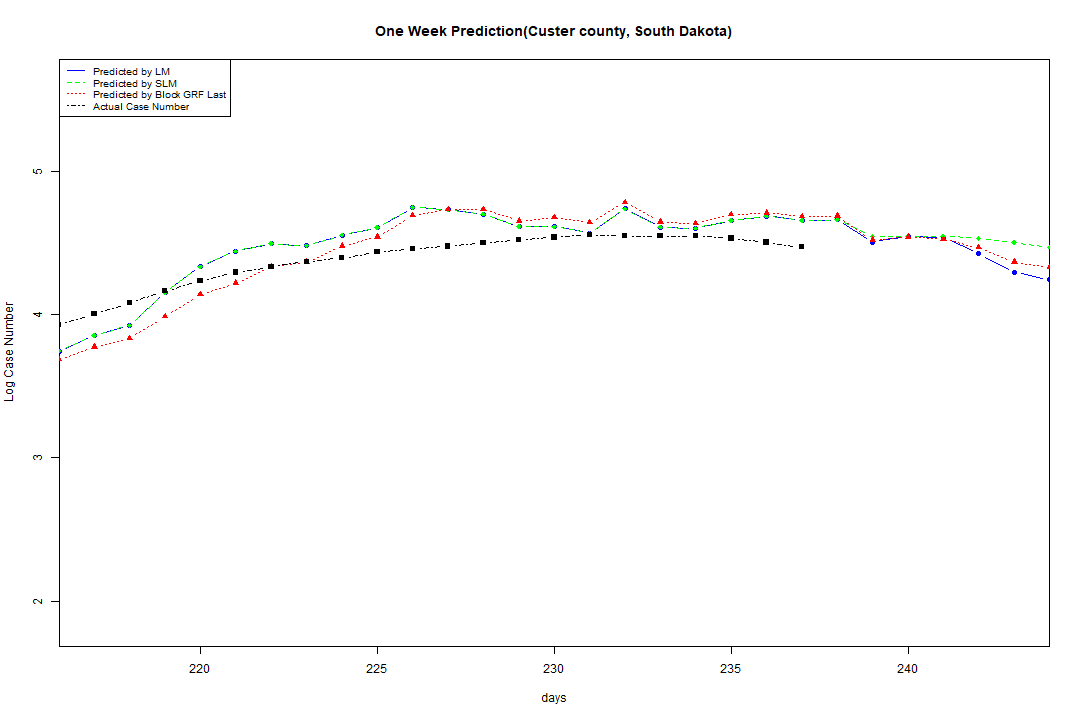 One Week Prediction(Custer county, South Dakota)
Predicted by LM
Predicted by SLM
Predicted by Block GRF Last
Actual Case Number
5
4
3
2
Log Case Number
220 225 230 235 240
days